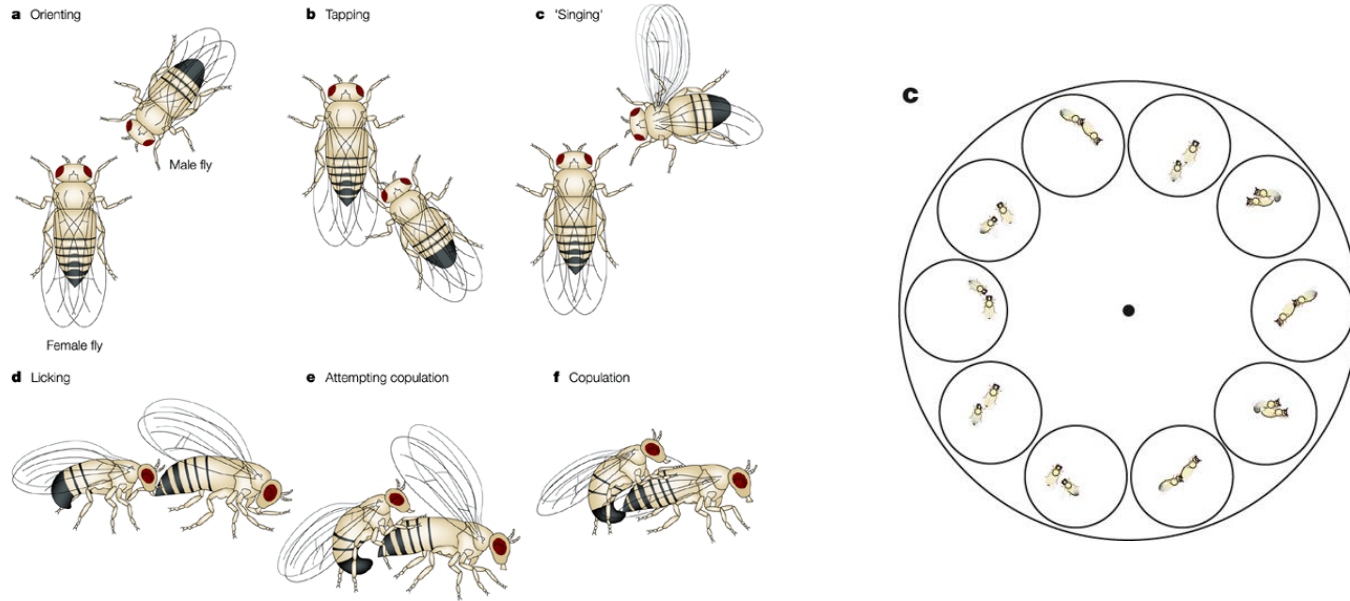 a Orienting
b Tapping
c 'Singing'
Male fly
Female fly
d Licking
e Attempting copulation
f Copulation
c